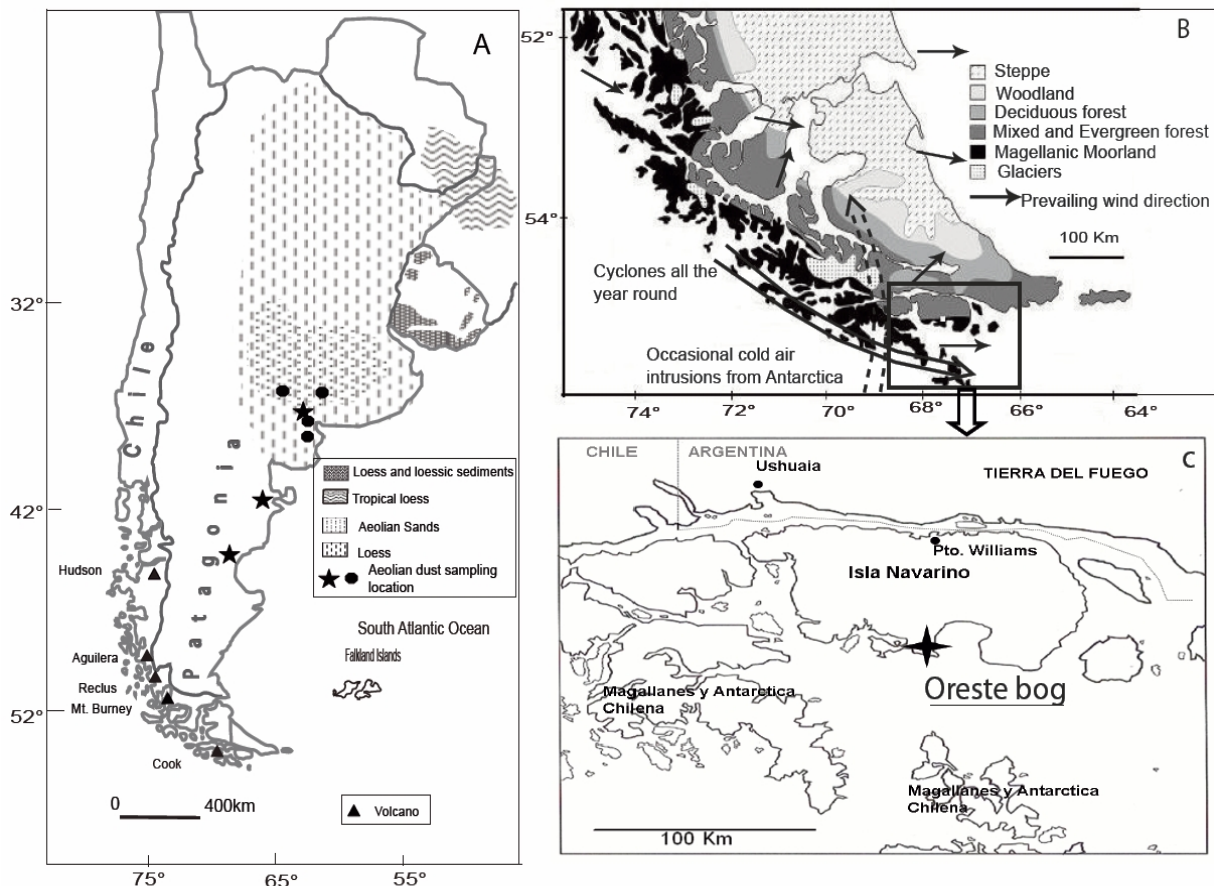 A
32°
42°
52°
75°
65°
55°
Chile
Patagonia
Hudson
Aguilera
Reclus
Mt. Burney
Cook
Loess and loessic sediments
Tropical loess
Aeolian Sands
Loess
Aeolian dust sampling
location
South Atlantic Ocean
Falkland Islands
0 400km
Volcano
B
52°
54°
Steppe
Woodland
Deciduous forest
Mixed and Evergreen forest
Magellanic Moorland
Glaciers
Prevailing wind direction
100 Km
Cyclones all the
year round
Occasional cold air
intrusions from Antarctica
74°
72°
70°
68°
66°
64°
C
CHILE
ARGENTINA
Ushuaia
TIERRA DEL FUEGO
Pto. Williams
Isla Navarino
Oreste bog
Magallanes y Antarctica
Chilena
Magallanes y Antarctica
Chilena
100 Km